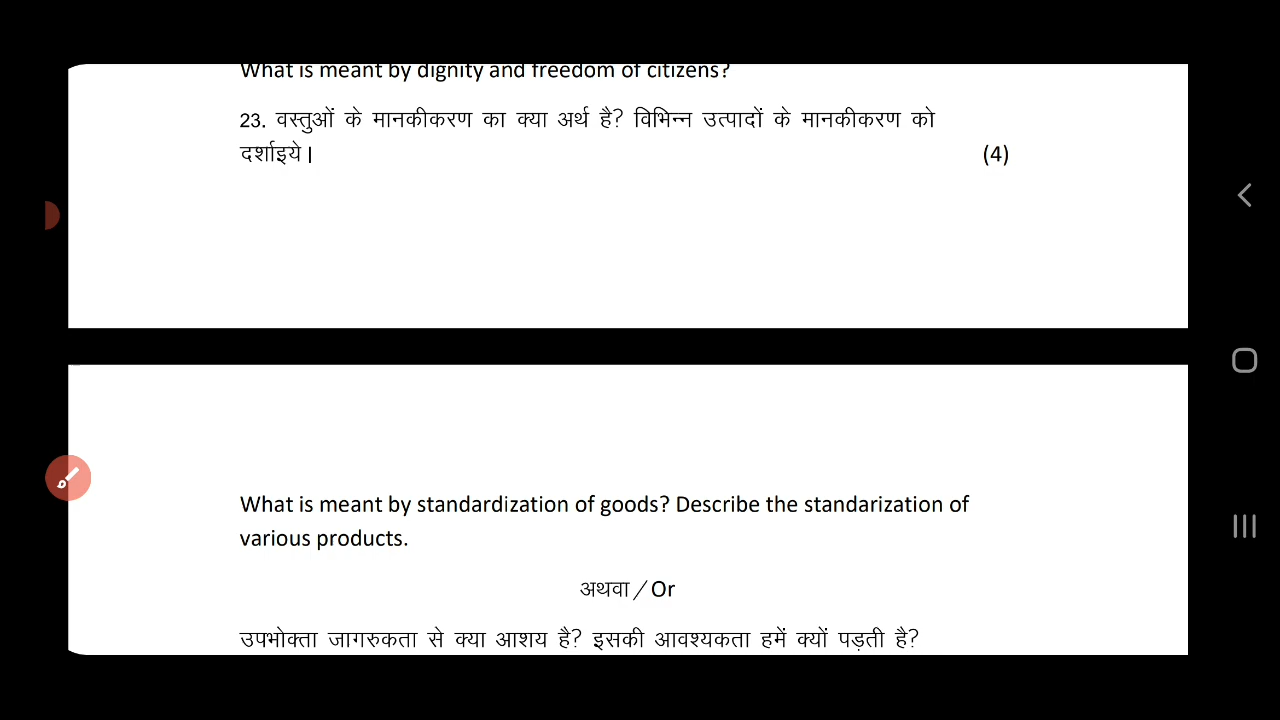 What is meant by dignity and freedom of citizens?
23. वस्तुओं के मानकीकरण का क्या अर्थ है? विभिन्न उत्पादों के मानकीकरण को
दर्शाइये। (4)
What is meant by standardization of goods? Describe the standarization of
various products.
अथवा/Or
उपभोक्ता जागरुकता से क्या आशय है? इसकी आवश्यकता हमें क्यों पड़ती है?